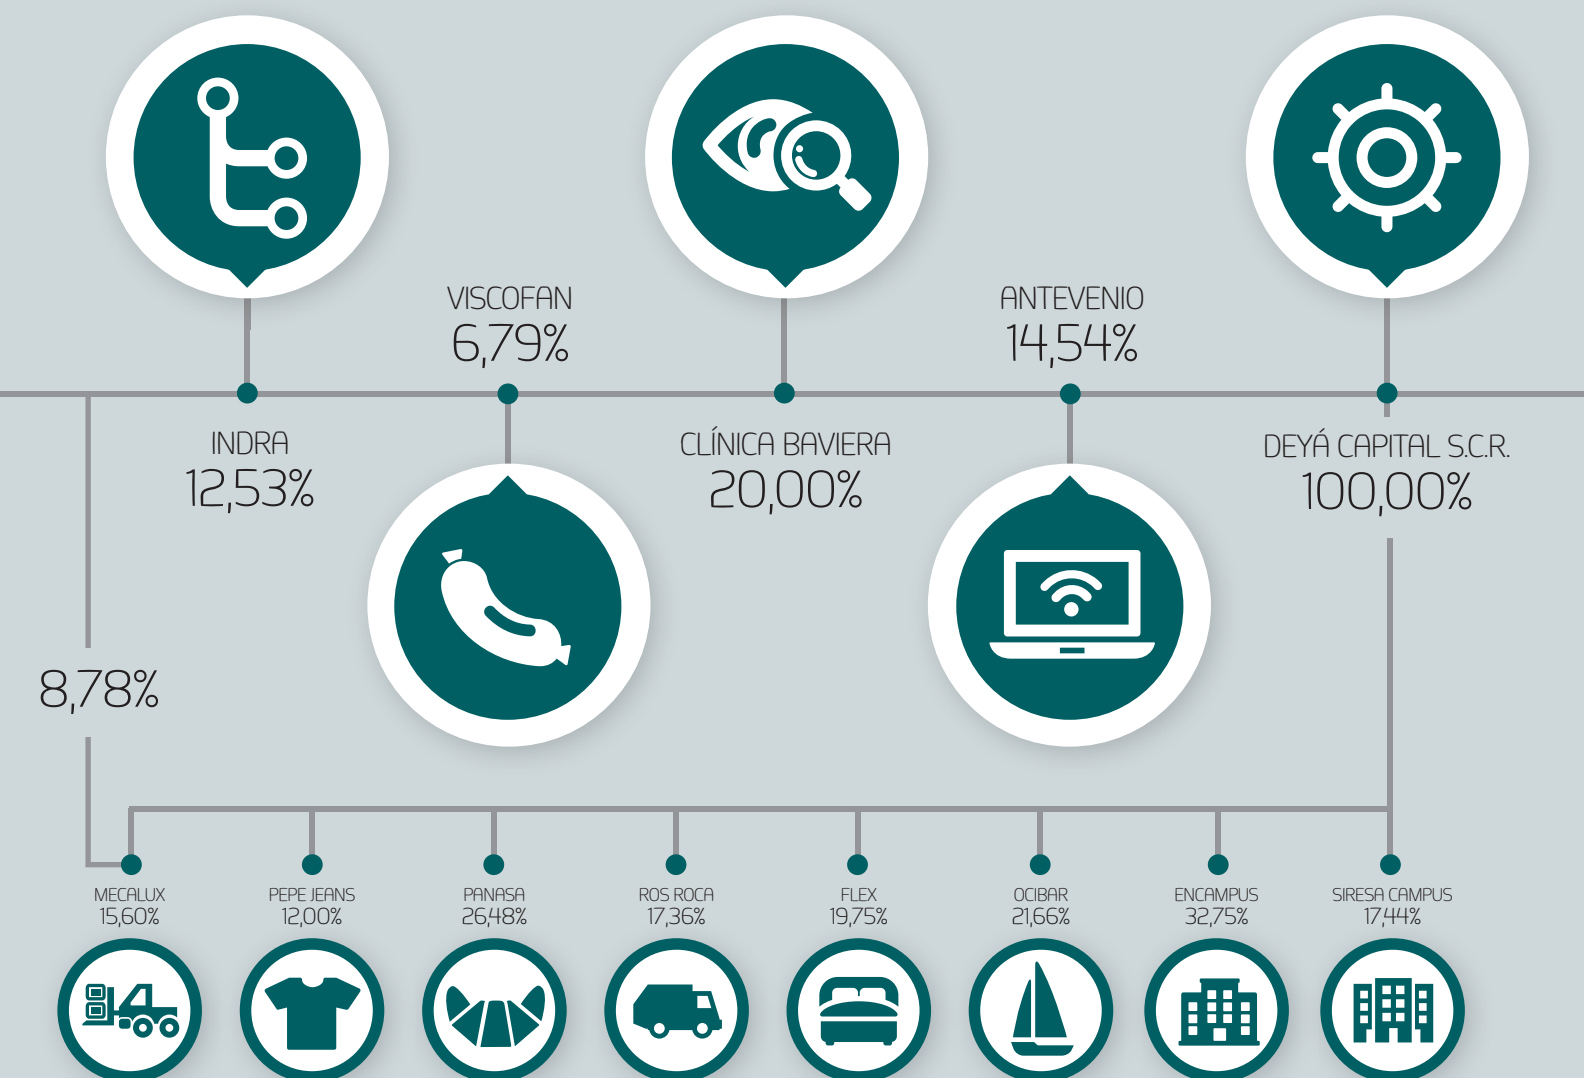 VISCOFAN
6,79%
ANTEVENIO
14,54%
INDRA
12,53%
CLÍNICA BAVIERA
20,00%
DEYÁ CAPITAL S.C.R.
100,00%
8,78%
MECALUX
15,60%
PEPE JEANS
12,00%
PANASA
26,48%
ROS ROCA
17,36%
FLEX
19,75%
OCIBAR
21,66%
ENCAMPUS
32,75%
SIRESA CAMPUS
17,44%